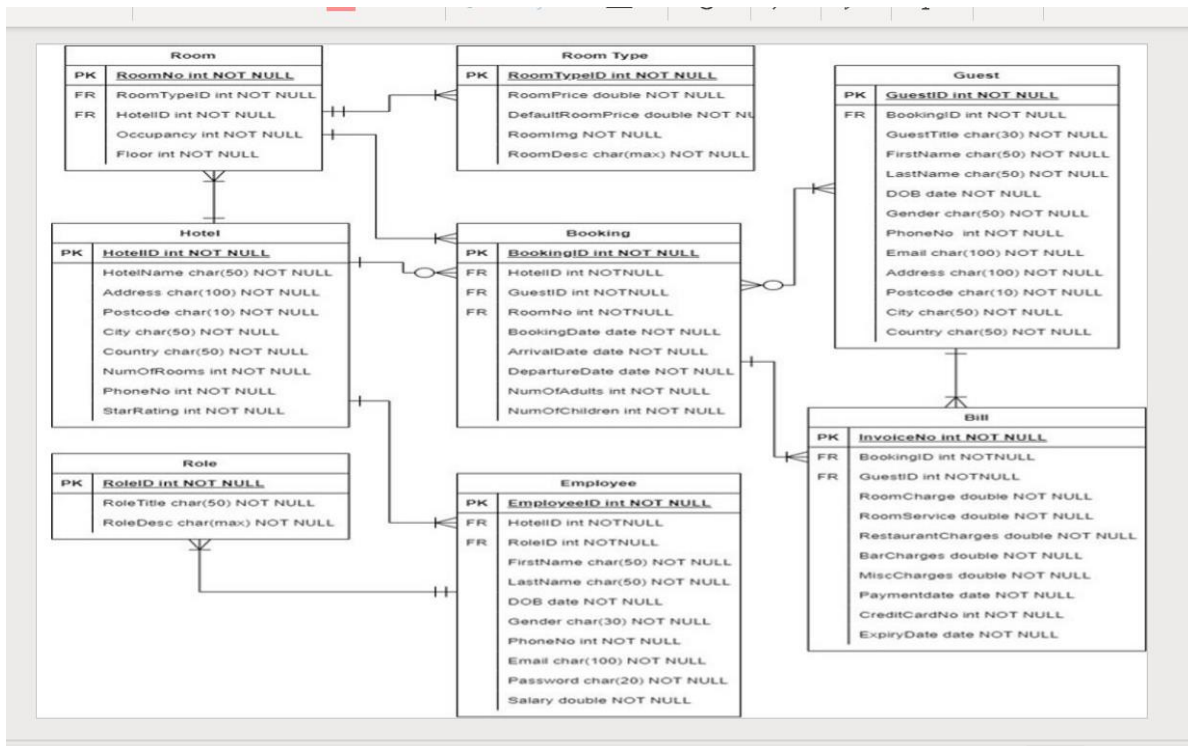 Room
PK RoomNo int NOT NULL
FR RoomTypeID int NOT NULL
FR HotelID int NOT NULL
Occupancy int NOT NULL
Floor int NOT NULL
Room Type
PK RoomTypeID int NOT NULL
RoomPrice double NOT NULL
DefaultRoomPrice double NOT NU
RoomImg NOT NULL
RoomDesc char(max) NOT NULL
Guest
PK GuestID int NOT NULL
FR BookingID int NOT NULL
GuestTitle char(30) NOT NULL
FirstName char(50) NOT NULL
LastName char(50) NOT NULL
DOB date NOT NULL
Gender char(50) NOT NULL
PhoneNo int NOT NULL
Email char(100) NOT NULL
Address char(100) NOT NULL
Postcode char(10) NOT NULL
City char(50) NOT NULL
Country char(50) NOT NULL
Hotel
PK HotelID int NOT NULL
HotelName char(50) NOT NULL
Address char(100) NOT NULL
Postcode char(10) NOT NULL
City char(50) NOT NULL
Country char(50) NOT NULL
NumOfRooms int NOT NULL
PhoneNo int NOT NULL
StarRating int NOT NULL
Booking
PK BookingID int NOT NULL
FR HotelID int NOTNULL
FR GuestID int NOTNULL
FR RoomNo int NOTNULL
BookingDate date NOT NULL
ArrivalDate date NOT NULL
DepartureDate date NOT NULL
NumOfAdults int NOT NULL
NumOfChildren int NOT NULL
Bill
PK InvoiceNo int NOT NULL
FR BookingID int NOTNULL
FR GuestID int NOTNULL
RoomCharge double NOT NULL
RoomService double NOT NULL
RestaurantCharges double NOT NULL
BarCharges double NOT NULL
MiscCharges double NOT NULL
Paymentdate date NOT NULL
CreditCardNo int NOT NULL
ExpiryDate date NOT NULL
Role
PK RoleID int NOT NULL
RoleTitle char(50) NOT NULL
RoleDesc char(max) NOT NULL
Employee
PK EmployeeID int NOT NULL
FR HotelID int NOTNULL
FR RoleID int NOTNULL
FirstName char(50) NOT NULL
LastName char(50) NOT NULL
DOB date NOT NULL
Gender char(30) NOT NULL
PhoneNo int NOT NULL
Email char(100) NOT NULL
Password char(20) NOT NULL
Salary double NOT NULL